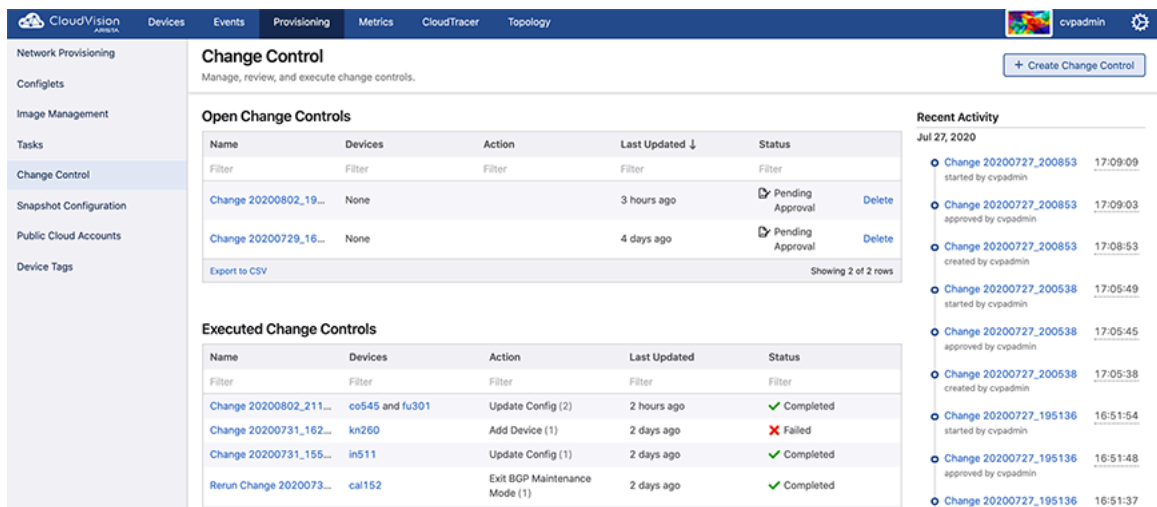 CloudVision
ARISTA
Devices
Events
Provisioning
Metrics
CloudTracer
Topology
cvpadmin
Network Provisioning
Configlets
Image Management
Tasks
Change Control
Snapshot Configuration
Public Cloud Accounts
Device Tags
Change Control
Manage, review, and execute change controls.
+ Create Change Control
Open Change Controls
Name Devices Action Last Updated ↓ Status
Filter Filter Filter Filter Filter
Change 20200802_19... None 3 hours ago Pending Approval Delete
Change 20200729_16... None 4 days ago Pending Approval Delete
Export to CSV Showing 2 of 2 rows
Executed Change Controls
Name Devices Action Last Updated Status
Filter Filter Filter Filter Filter
Change 20200802_211... co545 and fu301 Update Config (2) 2 hours ago Completed
Change 20200731_162... kn260 Add Device (1) 2 days ago Failed
Change 20200731_155... in511 Update Config (1) 2 days ago Completed
Rerun Change 2020073... cal152 Exit BGP Maintenance Mode (1) 2 days ago Completed
Recent Activity
Jul 27, 2020
Change 20200727_200853 17:09:09
started by cvpadmin
Change 20200727_200853 17:09:03
approved by cvpadmin
Change 20200727_200853 17:08:53
created by cvpadmin
Change 20200727_200538 17:05:49
started by cvpadmin
Change 20200727_200538 17:05:45
approved by cvpadmin
Change 20200727_200538 17:05:38
created by cvpadmin
Change 20200727_195136 16:51:54
started by cvpadmin
Change 20200727_195136 16:51:48
approved by cvpadmin
Change 20200727_195136 16:51:37